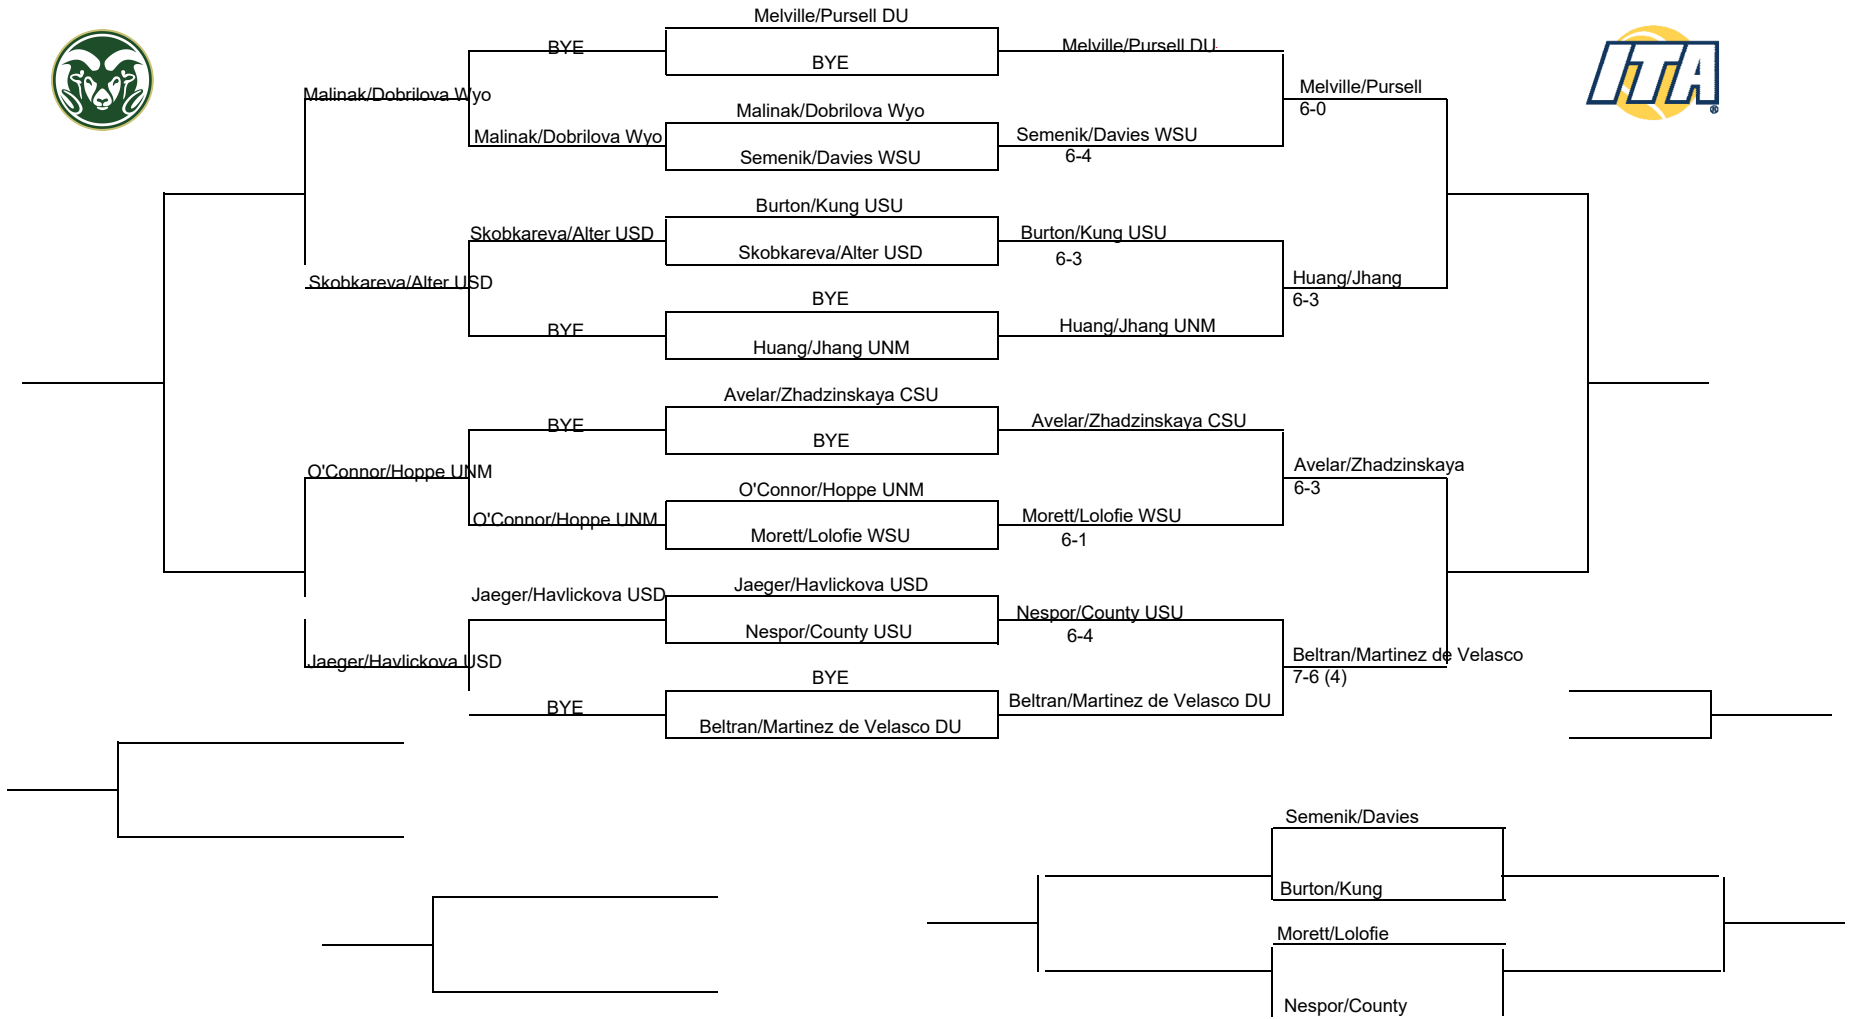 Melville/Pursell DU
BYE
Melville/Pursell DU
BYE
Melville/Pursell
6-0
Malinak/Dobrilova Wyo
Malinak/Dobrilova Wyo
Malinak/Dobrilova Wyo
Semenik/Davies WSU
Semenik/Davies WSU
6-4
Burton/Kung USU
Skobkareva/Alter USD
Burton/Kung USU
Skobkareva/Alter USD
6-3
Skobkareva/Alter USD
Huang/Jhang
6-3
BYE
BYE
Huang/Jhang UNM
Huang/Jhang UNM
Avelar/Zhadzinskaya CSU
BYE
Avelar/Zhadzinskaya CSU
BYE
O'Connor/Hoppe UNM
Avelar/Zhadzinskaya
6-3
O'Connor/Hoppe UNM
O'Connor/Hoppe UNM
Morett/Lolofie WSU
Morett/Lolofie WSU
6-1
Jaeger/Havlickova USD
Jaeger/Havlickova USD
Nespor/County USU
Nespor/County USU
6-4
Jaeger/Havlickova USD
Beltran/Martinez de Velasco
7-6 (4)
BYE
BYE
Beltran/Martinez de Velasco DU
Beltran/Martinez de Velasco DU
Semenik/Davies
Burton/Kung
Morett/Lolofie
Nespor/County
ITA
®